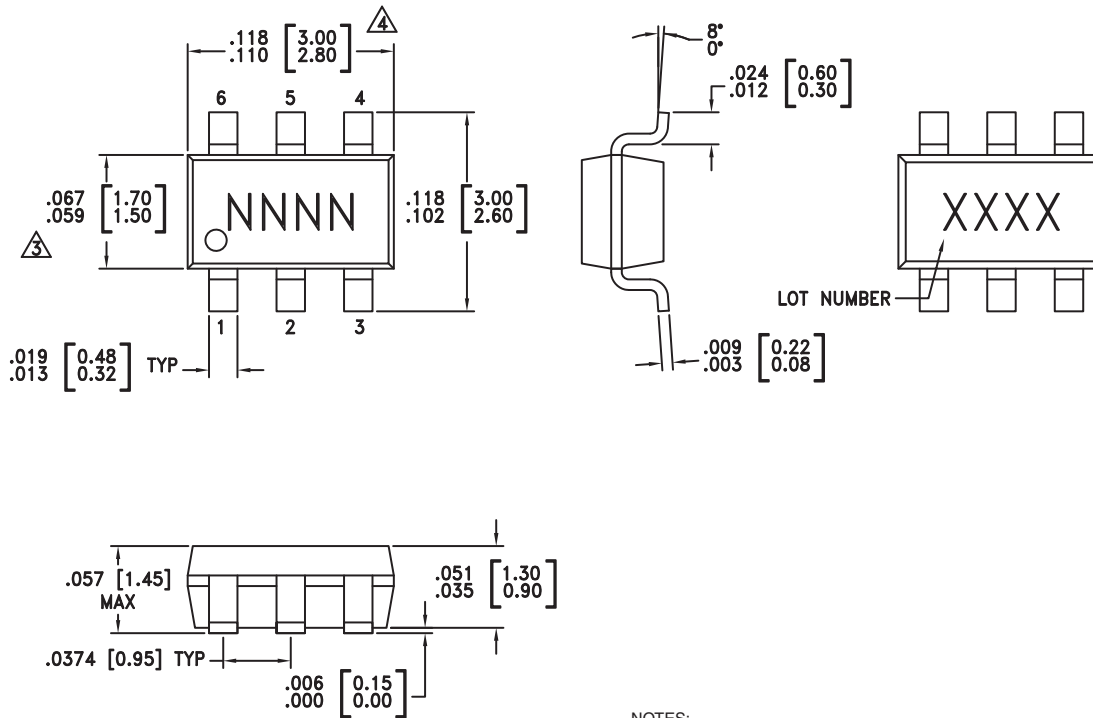 4
.118 [3.00]
.110 [2.80]
6 5 4
NNNN
.067 [1.70]
.059 [1.50]
3
.118 [3.00]
.102 [2.60]
1 2 3
.019 [0.48] TYP
.013 [0.32]
8°
0°
.024 [0.60]
.012 [0.30]
.009 [0.22]
.003 [0.08]
XXXX
LOT NUMBER
.057 [1.45]
MAX
.051 [1.30]
.035 [0.90]
.0374 [0.95] TYP
.006 [0.15]
.000 [0.00]
NOTES: